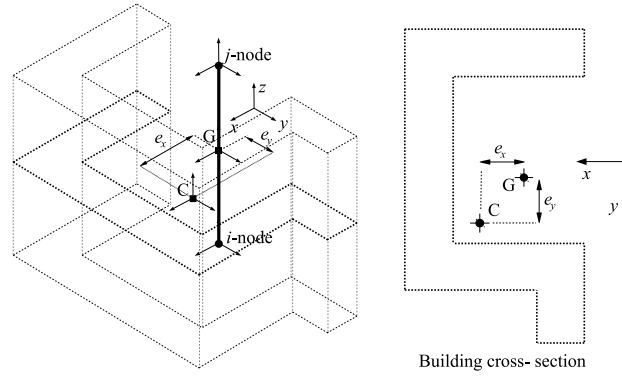 j-node
z
x
y
e_x
G
e_y
C
i-node
e_x
G
C
e_y
x
y
Building cross- section